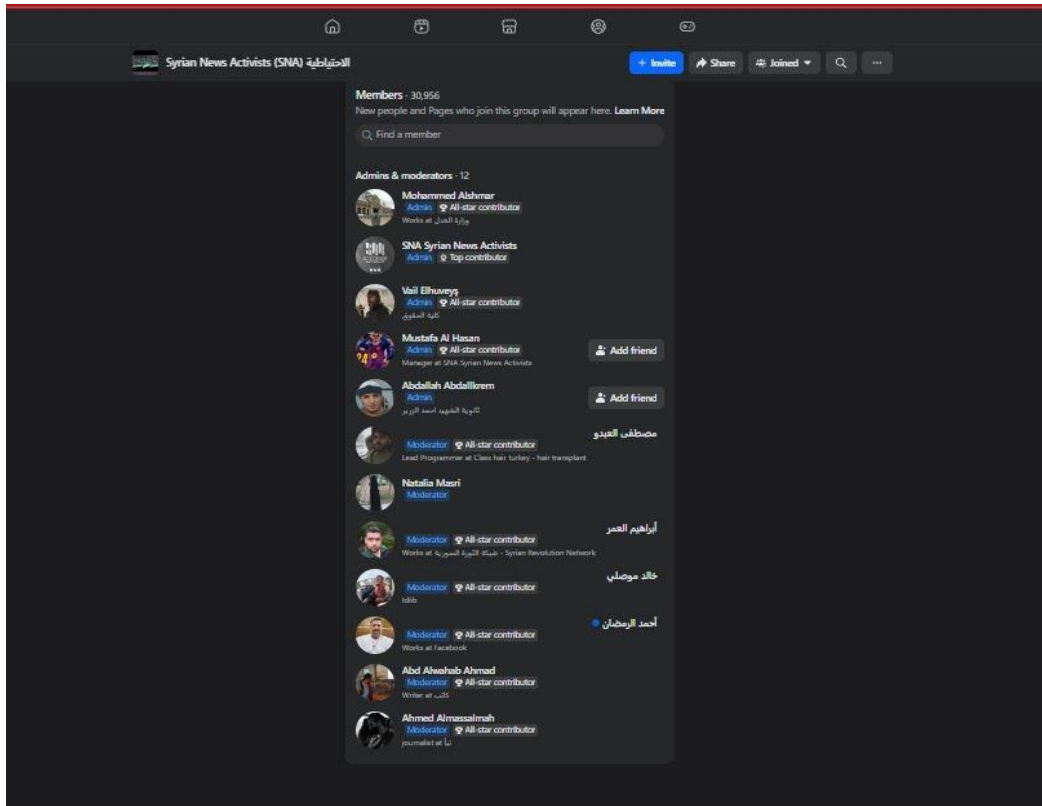 Syrian News Activists (SNA) الاحتياطية
+ Invite
Share
Joined
Members · 30,956
New people and Pages who join this group will appear here. Learn More
Find a member
Admins & moderators · 12
Mohammed Alshmar
Admin All-star contributor
Works at وزارة العدل
SNA Syrian News Activists
Admin Top contributor
Vail Elhuveyş
Admin All-star contributor
كلية الحقوق
Mustafa Al Hasan
Admin All-star contributor
Manager at SNA Syrian News Activists
Add friend
Abdallah Abdallkrem
Admin
ثانوية الشهيد احمد الزرير
Add friend
مصطفى العبدو
Moderator All-star contributor
Lead Programmer at Class hair turkey - hair transplant
Natalia Masri
Moderator
أبراهيم العمر
Moderator All-star contributor
Works at شبكة الثورة السورية - Syrian Revolution Network
خالد موصلي
Moderator All-star contributor
Idlib
أحمد الرمضان
Moderator All-star contributor
Works at Facebook
Abd Alwahab Ahmad
Moderator All-star contributor
Writer at كاتب
Ahmed Almassalmah
Moderator All-star contributor
journalist at نبأ